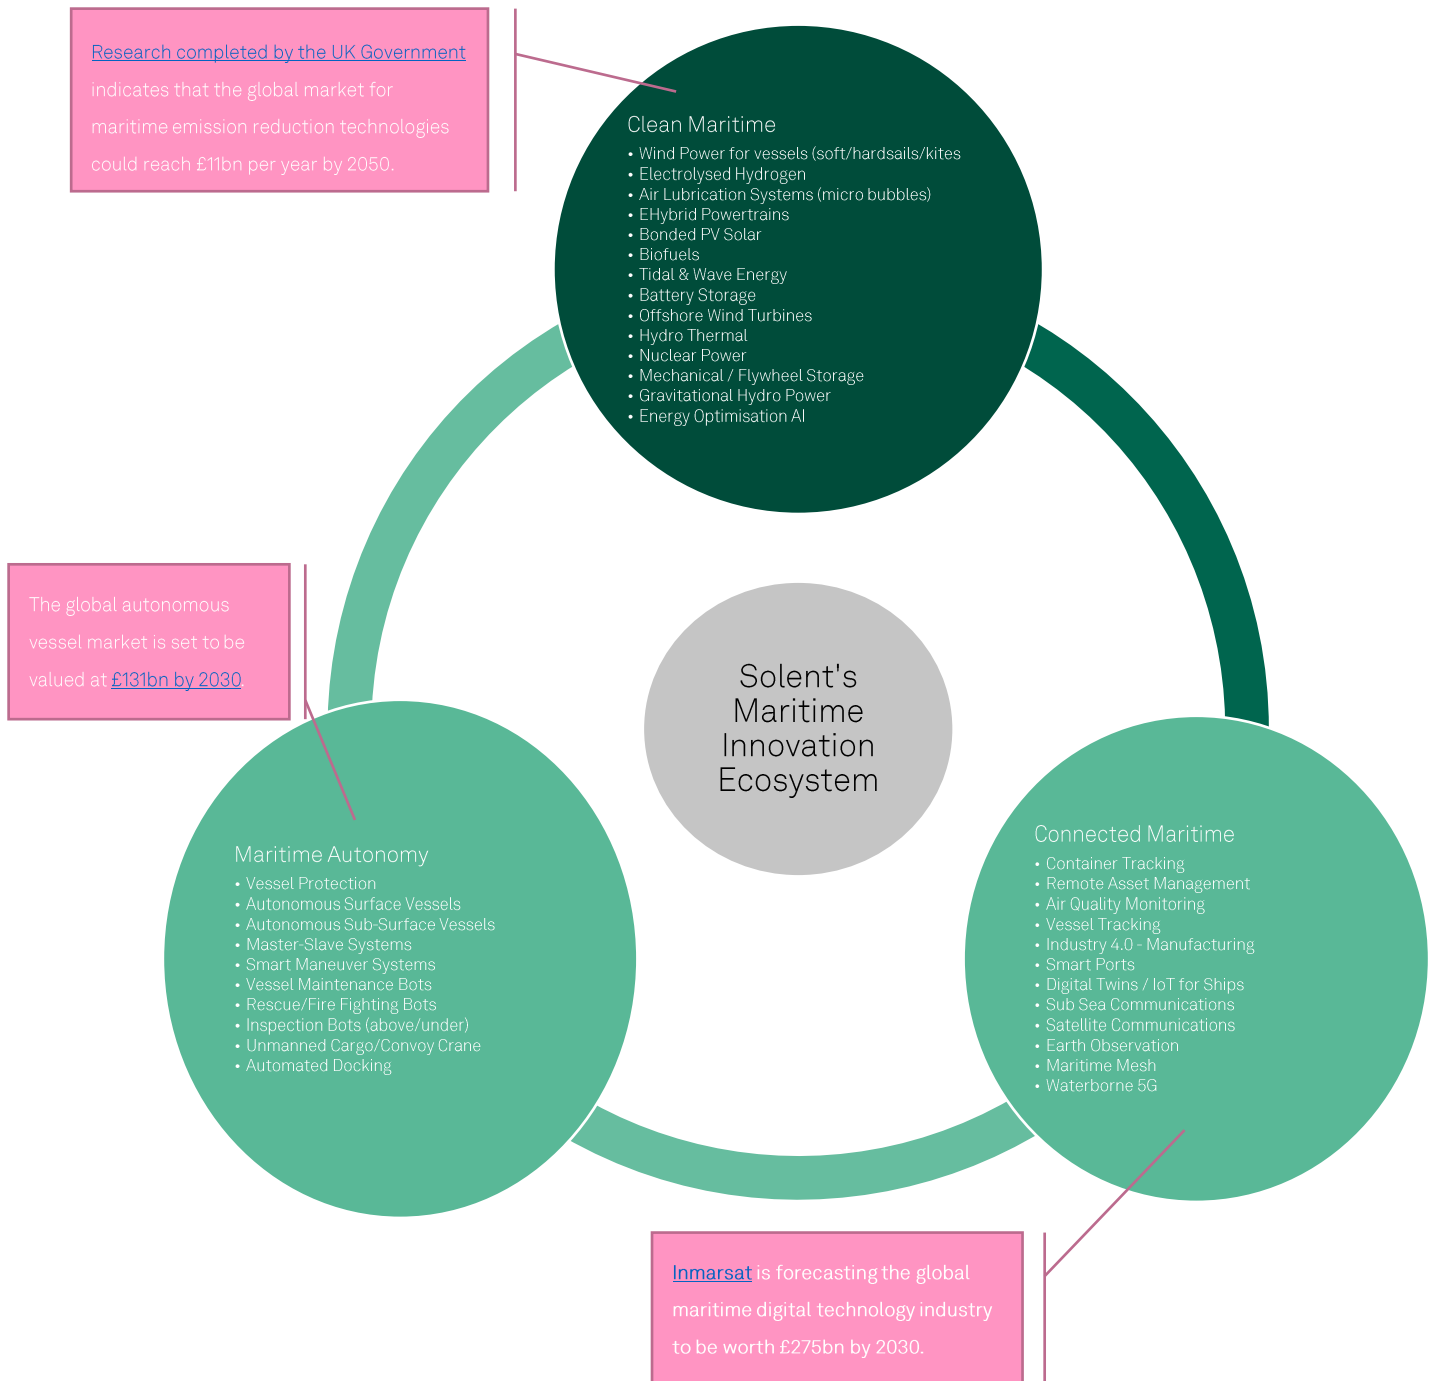 Research completed by the UK Government
indicates that the global market for
maritime emission reduction technologies
could reach £11bn per year by 2050.
Clean Maritime
• Wind Power for vessels (soft/hardsails/kites
• Electrolysed Hydrogen
• Air Lubrication Systems (micro bubbles)
• EHybrid Powertrains
• Bonded PV Solar
• Biofuels
• Tidal & Wave Energy
• Battery Storage
• Offshore Wind Turbines
• Hydro Thermal
• Nuclear Power
• Mechanical / Flywheel Storage
• Gravitational Hydro Power
• Energy Optimisation AI
The global autonomous
vessel market is set to be
valued at £131bn by 2030.
Solent's
Maritime
Innovation
Ecosystem
Maritime Autonomy
• Vessel Protection
• Autonomous Surface Vessels
• Autonomous Sub-Surface Vessels
• Master-Slave Systems
• Smart Maneuver Systems
• Vessel Maintenance Bots
• Rescue/Fire Fighting Bots
• Inspection Bots (above/under)
• Unmanned Cargo/Convoy Crane
• Automated Docking
Connected Maritime
• Container Tracking
• Remote Asset Management
• Air Quality Monitoring
• Vessel Tracking
• Industry 4.0 - Manufacturing
• Smart Ports
• Digital Twins / IoT for Ships
• Sub Sea Communications
• Satellite Communications
• Earth Observation
• Maritime Mesh
• Waterborne 5G
Inmarsat is forecasting the global
maritime digital technology industry
to be worth £275bn by 2030.